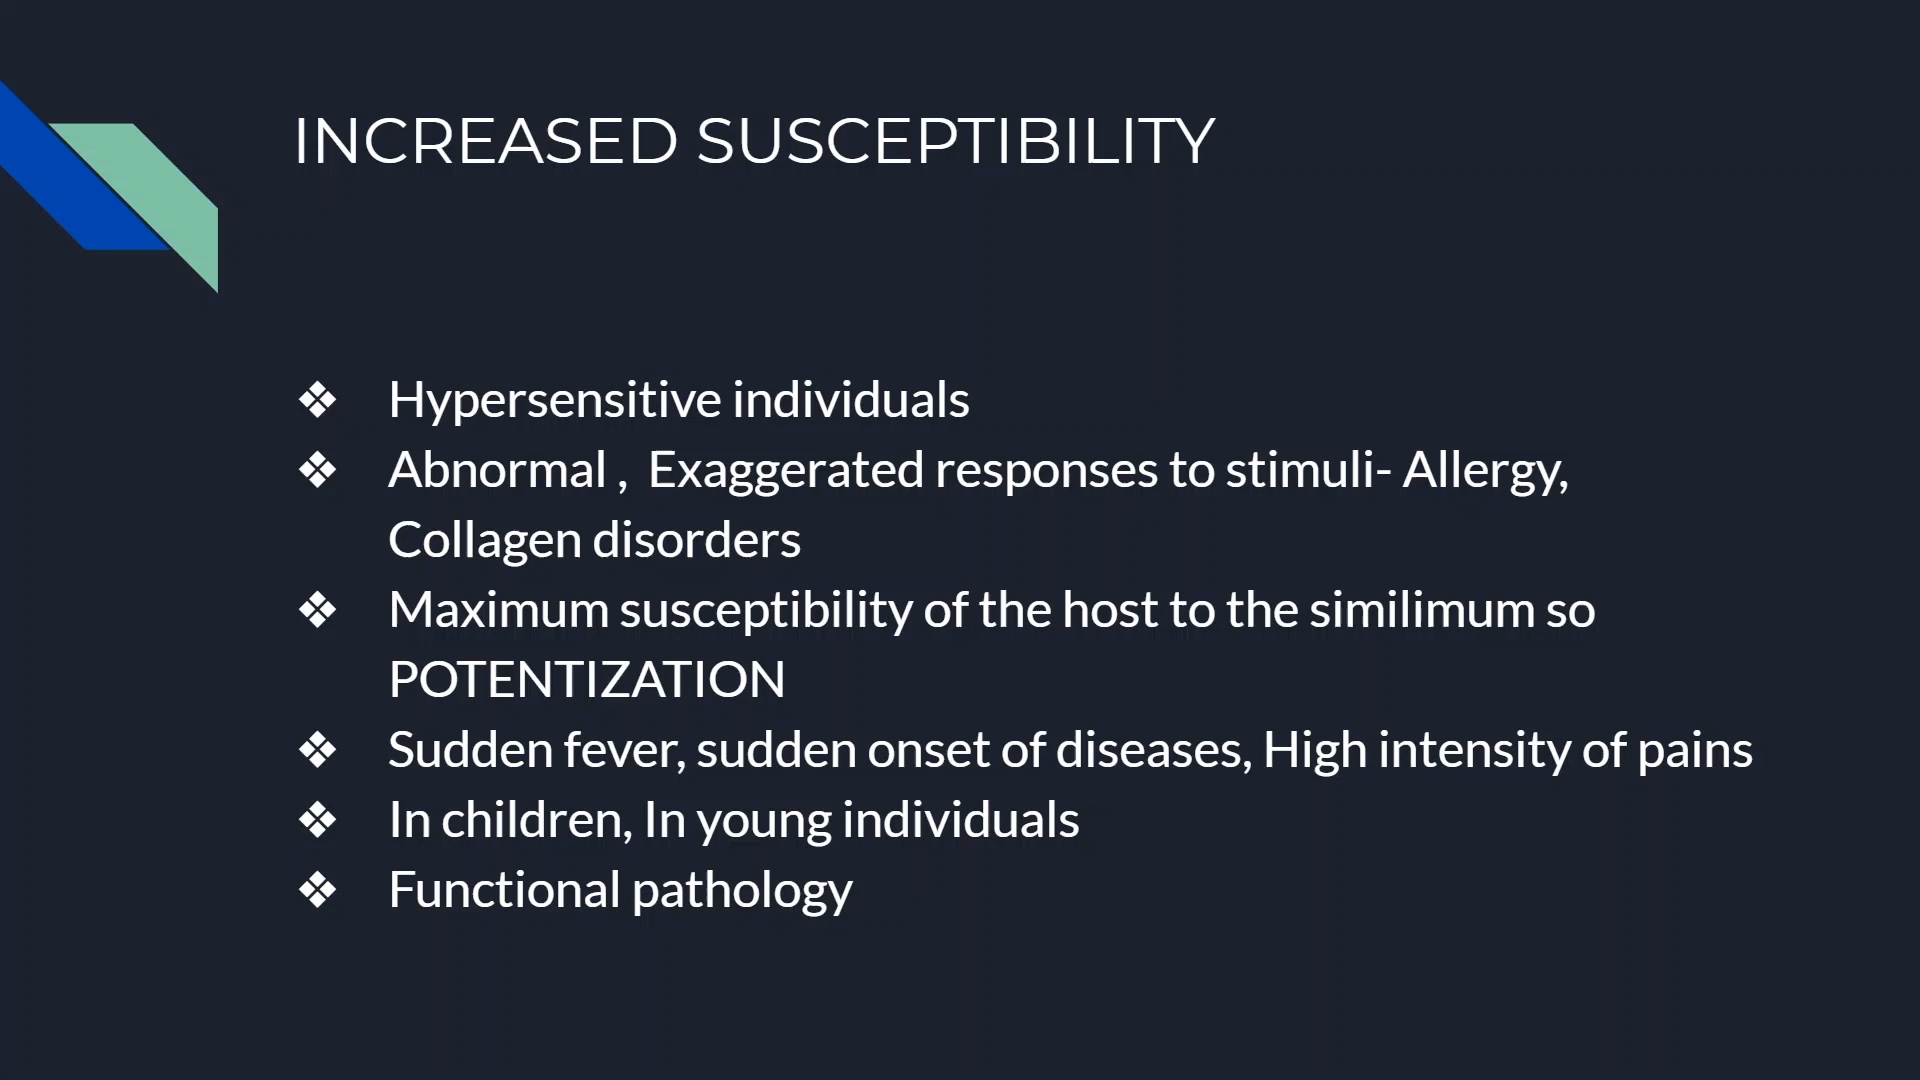 INCREASED SUSCEPTIBILITY
❖ Hypersensitive individuals
❖ Abnormal , Exaggerated responses to stimuli- Allergy,
Collagen disorders
❖ Maximum susceptibility of the host to the similimum so
POTENTIZATION
❖ Sudden fever, sudden onset of diseases, High intensity of pains
❖ In children, In young individuals
❖ Functional pathology